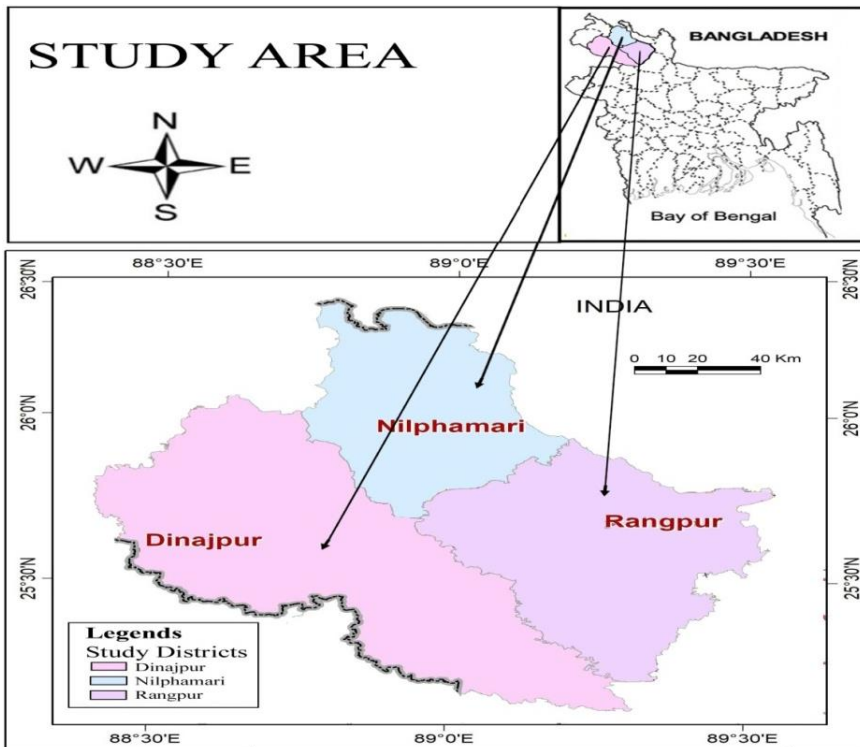 STUDY AREA
N
W E
S
BANGLADESH
Bay of Bengal
88°30'E 89°0'E 89°30'E
26°30'N
26°0'N
25°30'N
26°30'N
26°0'N
25°30'N
INDIA
0 10 20 40 Km
Nilphamari
Dinajpur
Rangpur
Legends
Study Districts
Dinajpur
Nilphamari
Rangpur
88°30'E 89°0'E 89°30'E